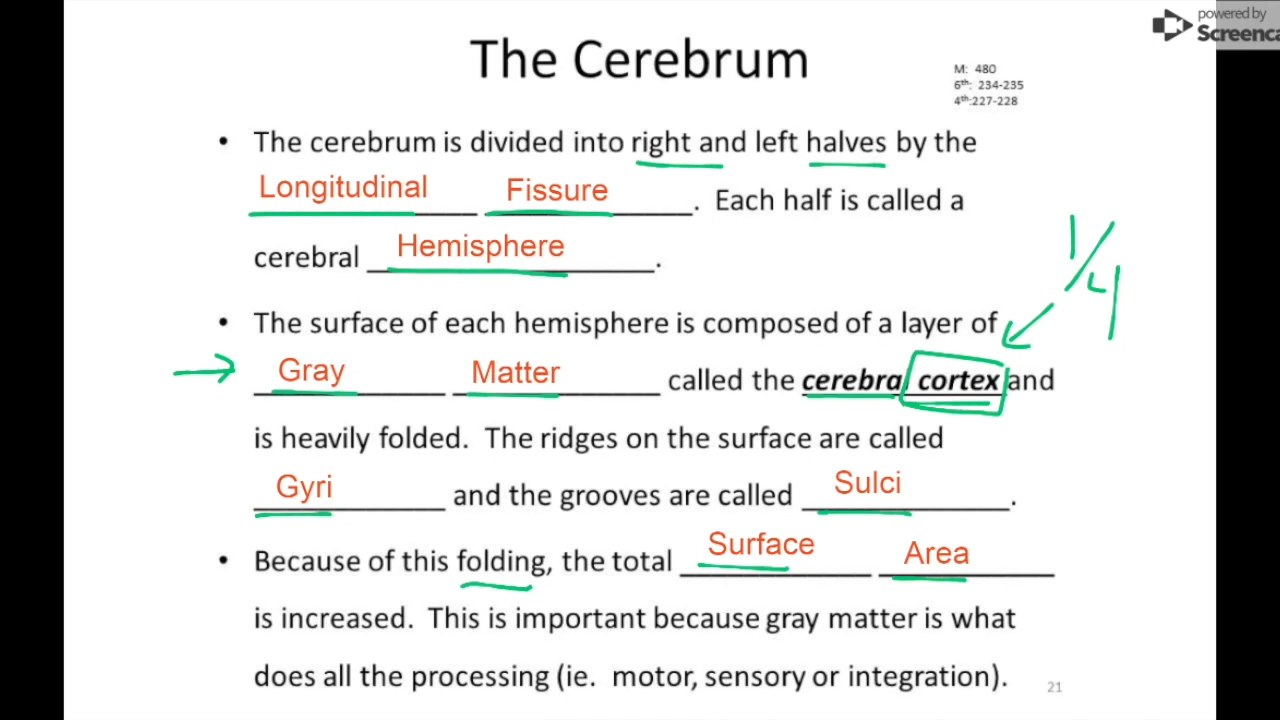 powered by
Screenca
The Cerebrum
M: 480
6th: 234-235
4th:227-228
• The cerebrum is divided into right and left halves by the
Longitudinal Fissure. Each half is called a
cerebral Hemisphere.
1/4
• The surface of each hemisphere is composed of a layer of
Gray Matter called the cerebral cortex and
is heavily folded. The ridges on the surface are called
Gyri and the grooves are called Sulci.
• Because of this folding, the total Surface Area
is increased. This is important because gray matter is what
does all the processing (ie. motor, sensory or integration).
21